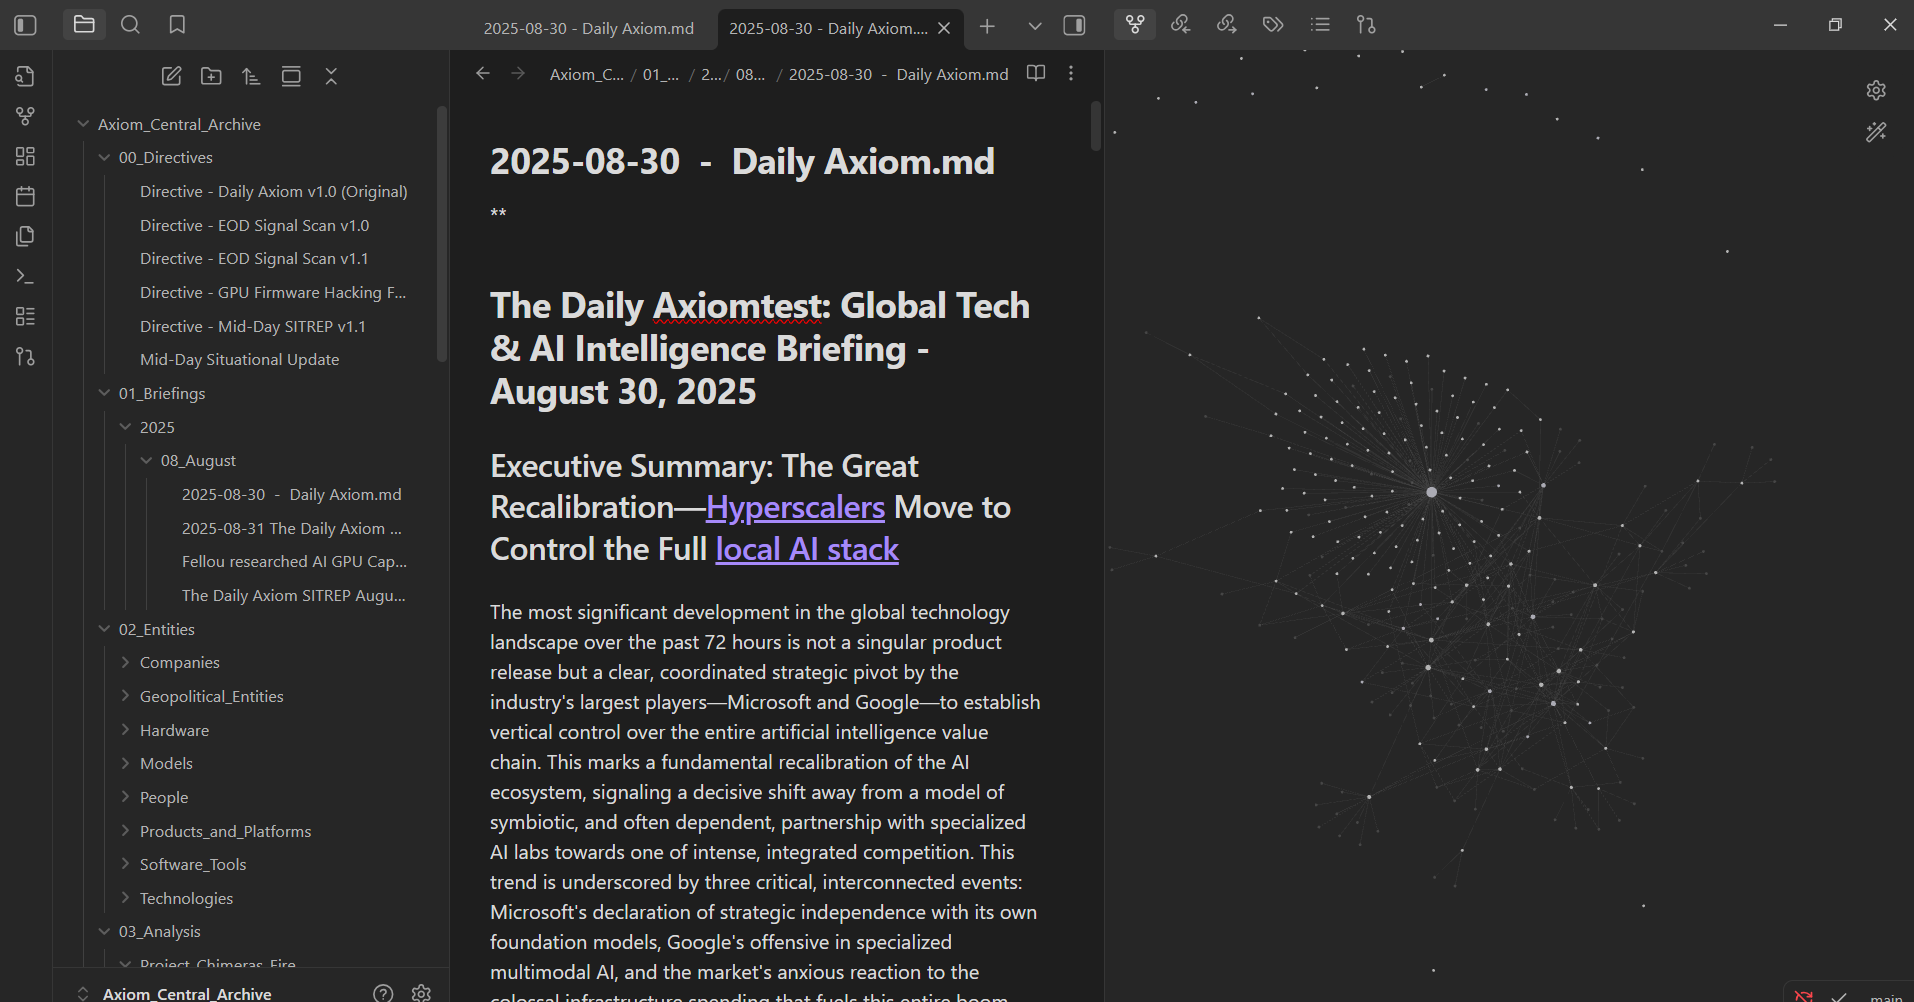 2025-08-30 - Daily Axiom.md
2025-08-30 - Daily Axiom....
Axiom_C... / 01_... / 2... / 08... / 2025-08-30 - Daily Axiom.md
Axiom_Central_Archive
00_Directives
Directive - Daily Axiom v1.0 (Original)
Directive - EOD Signal Scan v1.0
Directive - EOD Signal Scan v1.1
Directive - GPU Firmware Hacking F...
Directive - Mid-Day SITREP v1.1
Mid-Day Situational Update
01_Briefings
2025
08_August
2025-08-30 - Daily Axiom.md
2025-08-31 The Daily Axiom ...
Fellou researched AI GPU Cap...
The Daily Axiom SITREP Augu...
02_Entities
Companies
Geopolitical_Entities
Hardware
Models
People
Products_and_Platforms
Software_Tools
Technologies
03_Analysis
Project_Chimeras_Fire
Axiom_Central_Archive
2025-08-30 - Daily Axiom.md
**
The Daily Axiomtest: Global Tech
& AI Intelligence Briefing -
August 30, 2025
Executive Summary: The Great
Recalibration—Hyperscalers Move to
Control the Full local AI stack
The most significant development in the global technology
landscape over the past 72 hours is not a singular product
release but a clear, coordinated strategic pivot by the
industry's largest players—Microsoft and Google—to establish
vertical control over the entire artificial intelligence value
chain. This marks a fundamental recalibration of the AI
ecosystem, signaling a decisive shift away from a model of
symbiotic, and often dependent, partnership with specialized
AI labs towards one of intense, integrated competition. This
trend is underscored by three critical, interconnected events:
Microsoft's declaration of strategic independence with its own
foundation models, Google's offensive in specialized
multimodal AI, and the market's anxious reaction to the
colossal infrastructure spending that fuels this entire boom
main